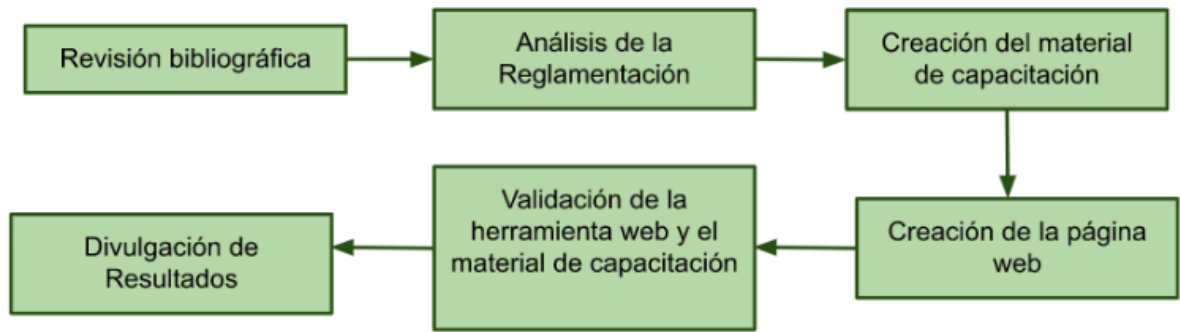 Revisión bibliográfica
Análisis de la
Reglamentación
Creación del material
de capacitación
Creación de la página
web
Validación de la
herramienta web y el
material de capacitación
Divulgación de
Resultados